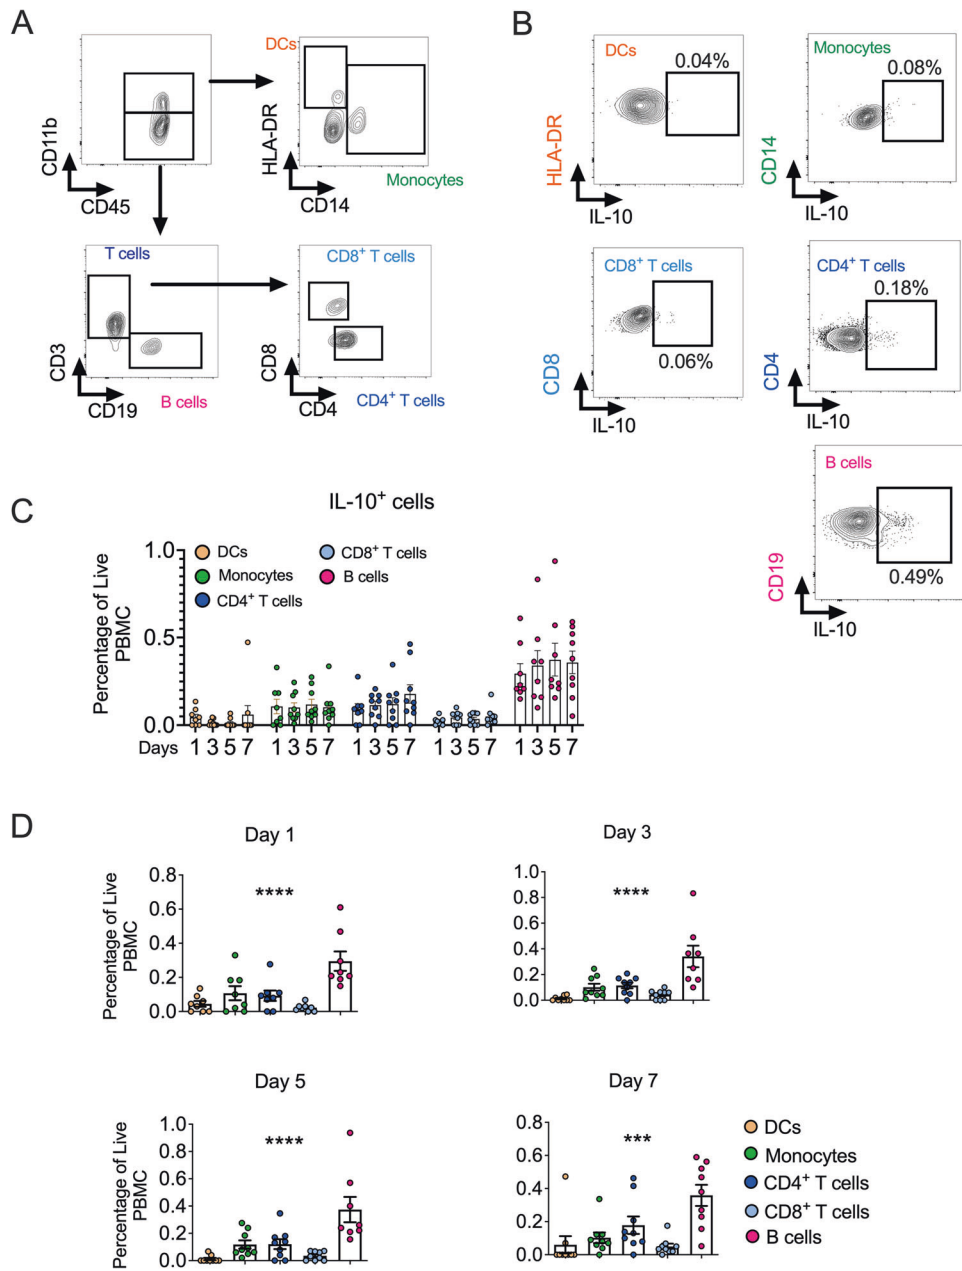 A
CD11b
CD45
DCs
HLA-DR
CD14
Monocytes
T cells
CD3
CD19
B cells
CD8⁺ T cells
CD8
CD4
CD4⁺ T cells
B
DCs
0.04%
HLA-DR
IL-10
Monocytes
0.08%
CD14
IL-10
CD8⁺ T cells
0.06%
CD8
IL-10
CD4⁺ T cells
0.18%
CD4
IL-10
B cells
0.49%
CD19
IL-10
C
IL-10⁺ cells
Percentage of Live
PBMC
1.0
0.5
0.0
DCs
Monocytes
CD4⁺ T cells
CD8⁺ T cells
B cells
Days 1 3 5 7 1 3 5 7 1 3 5 7 1 3 5 7 1 3 5 7
D
Day 1
Percentage of Live
PBMC
0.8
0.6
0.4
0.2
0.0
****
Day 3
1.0
0.8
0.6
0.4
0.2
0.0
****
Day 5
Percentage of Live
PBMC
1.0
0.8
0.6
0.4
0.2
0.0
****
Day 7
0.8
0.6
0.4
0.2
0.0
***
DCs
Monocytes
CD4⁺ T cells
CD8⁺ T cells
B cells